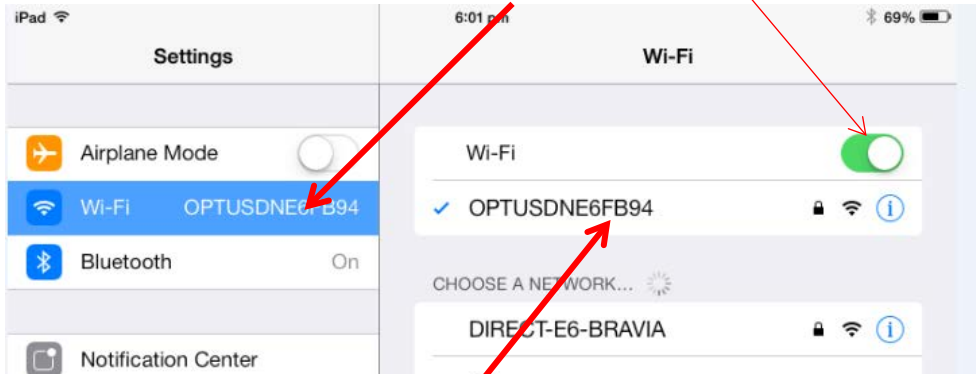 iPad 6:01 pm 69%
Settings
Wi-Fi
Airplane Mode
Wi-Fi OPTUSDNE6FB94
Bluetooth On
Notification Center
Wi-Fi
OPTUSDNE6FB94
CHOOSE A NETWORK...
DIRECT-E6-BRAVIA